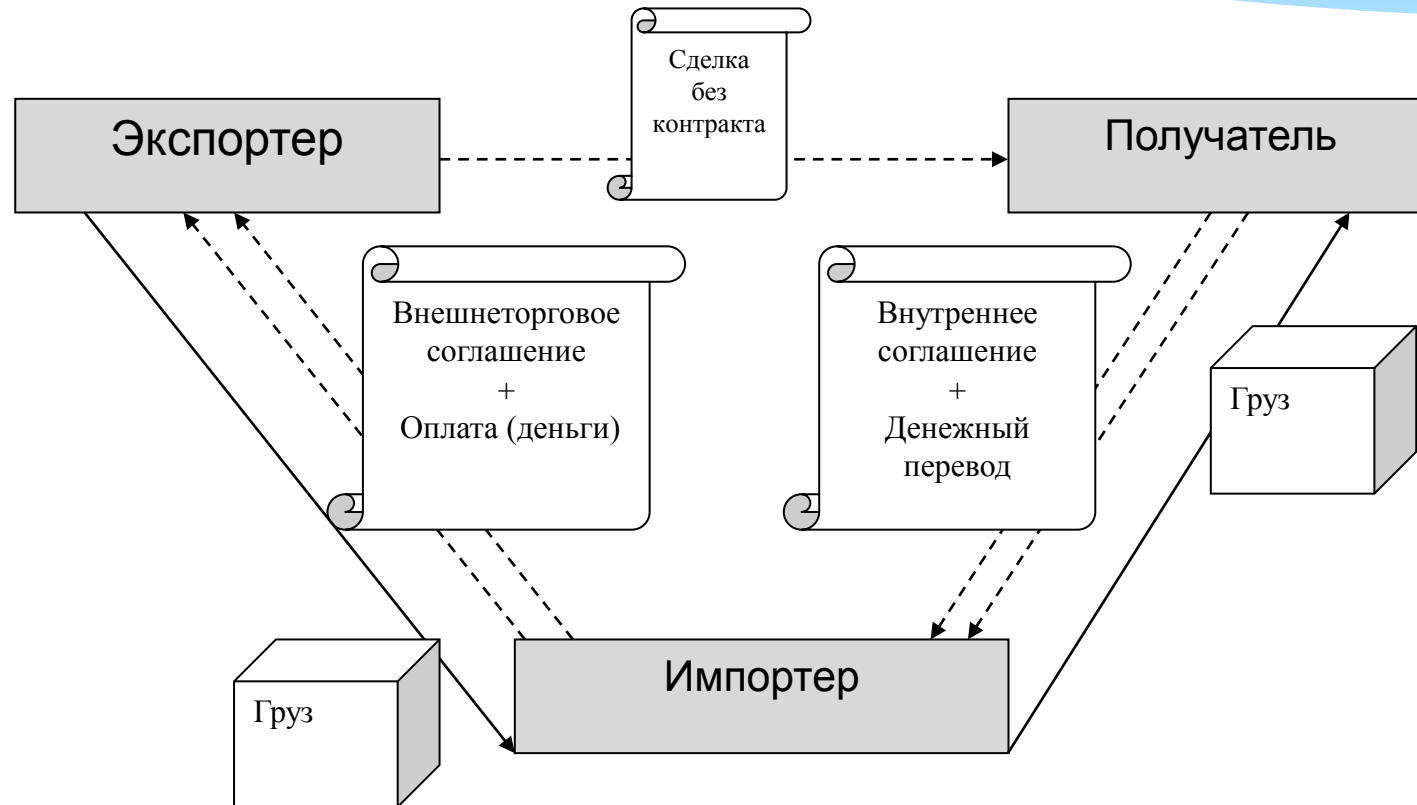 Сделка
без
контракта
Экспортер
Получатель
Внешнеторговое
соглашение
+
Оплата (деньги)
Внутреннее
соглашение
+
Денежный
перевод
Груз
Импортер
Груз